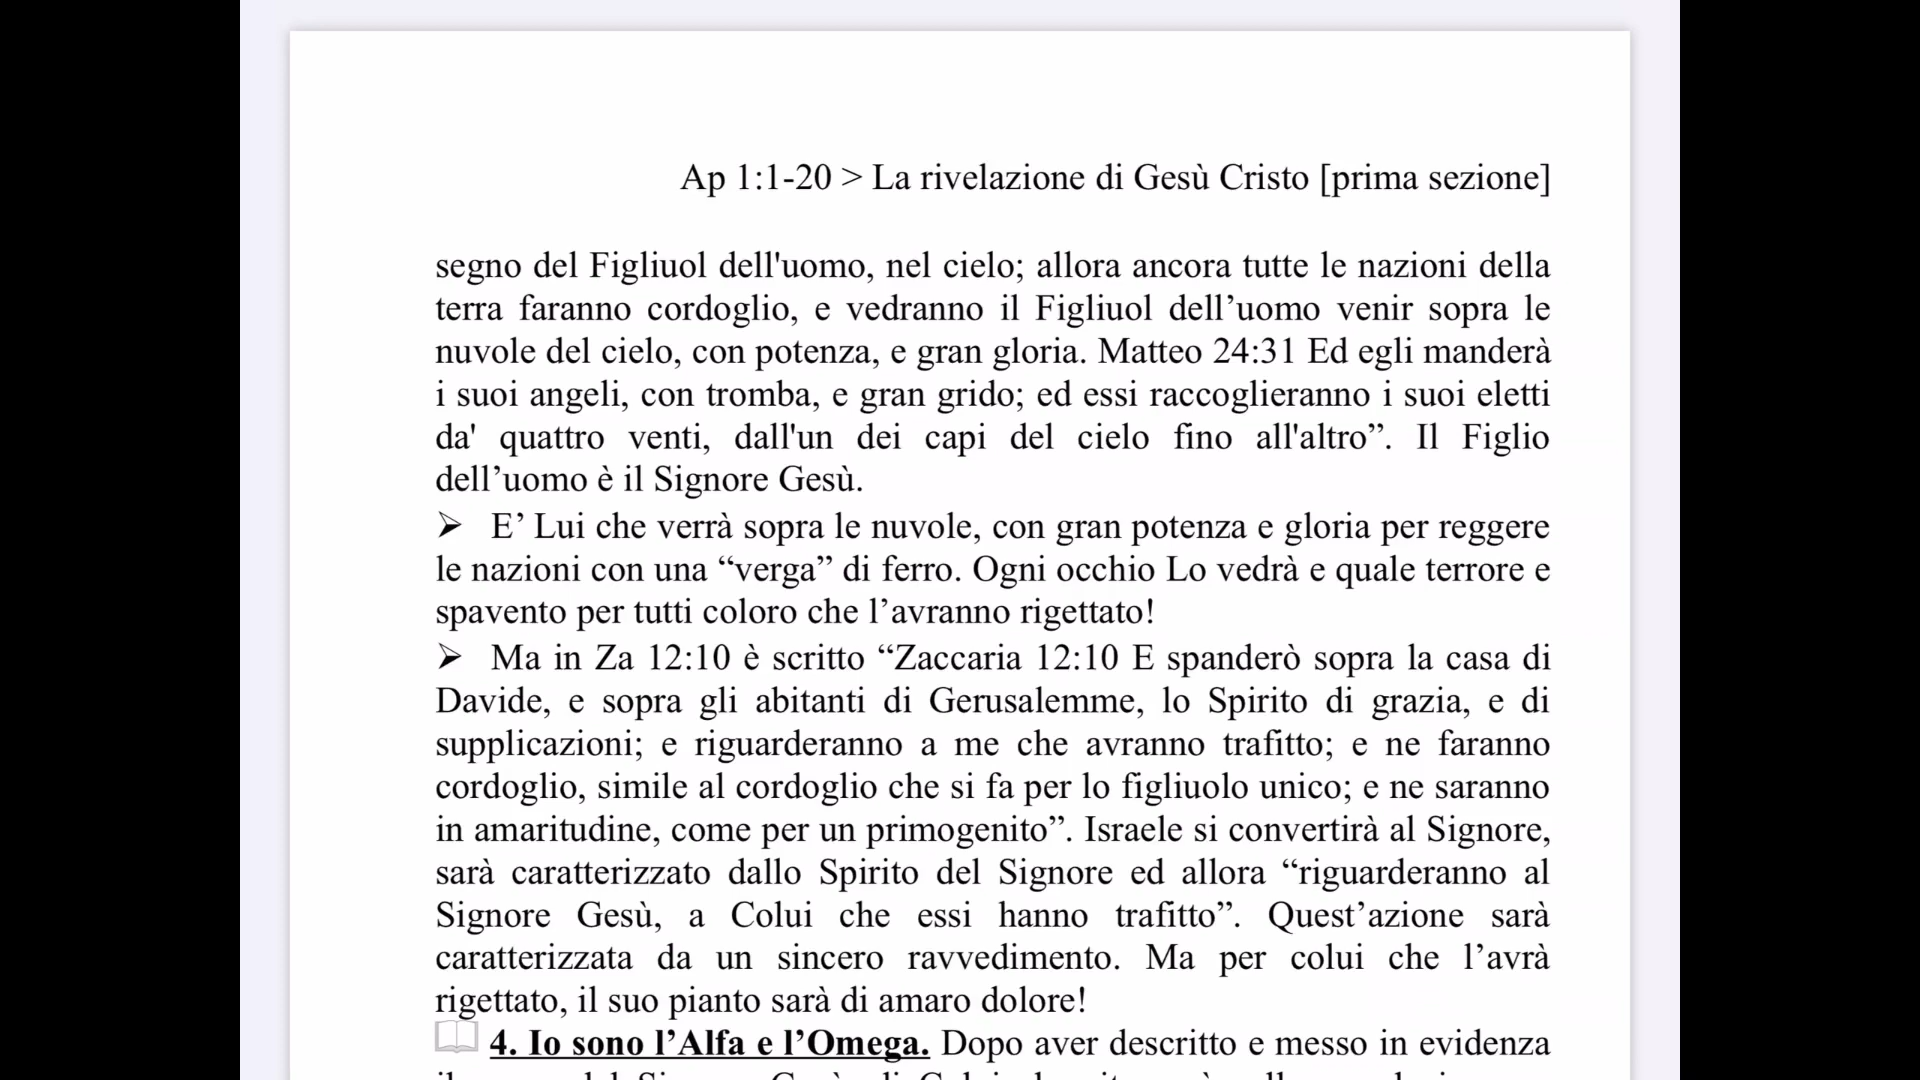 Ap 1:1-20 > La rivelazione di Gesù Cristo [prima sezione]
segno del Figliuol dell'uomo, nel cielo; allora ancora tutte le nazioni della
terra faranno cordoglio, e vedranno il Figliuol dell’uomo venir sopra le
nuvole del cielo, con potenza, e gran gloria. Matteo 24:31 Ed egli manderà
i suoi angeli, con tromba, e gran grido; ed essi raccoglieranno i suoi eletti
da' quattro venti, dall'un dei capi del cielo fino all'altro”. Il Figlio
dell’uomo è il Signore Gesù.
➢ E’ Lui che verrà sopra le nuvole, con gran potenza e gloria per reggere
le nazioni con una “verga” di ferro. Ogni occhio Lo vedrà e quale terrore e
spavento per tutti coloro che l’avranno rigettato!
➢ Ma in Za 12:10 è scritto “Zaccaria 12:10 E spanderò sopra la casa di
Davide, e sopra gli abitanti di Gerusalemme, lo Spirito di grazia, e di
supplicazioni; e riguarderanno a me che avranno trafitto; e ne faranno
cordoglio, simile al cordoglio che si fa per lo figliuolo unico; e ne saranno
in amaritudine, come per un primogenito”. Israele si convertirà al Signore,
sarà caratterizzato dallo Spirito del Signore ed allora “riguarderanno al
Signore Gesù, a Colui che essi hanno trafitto”. Quest’azione sarà
caratterizzata da un sincero ravvedimento. Ma per colui che l’avrà
rigettato, il suo pianto sarà di amaro dolore!
4. Io sono l’Alfa e l’Omega. Dopo aver descritto e messo in evidenza